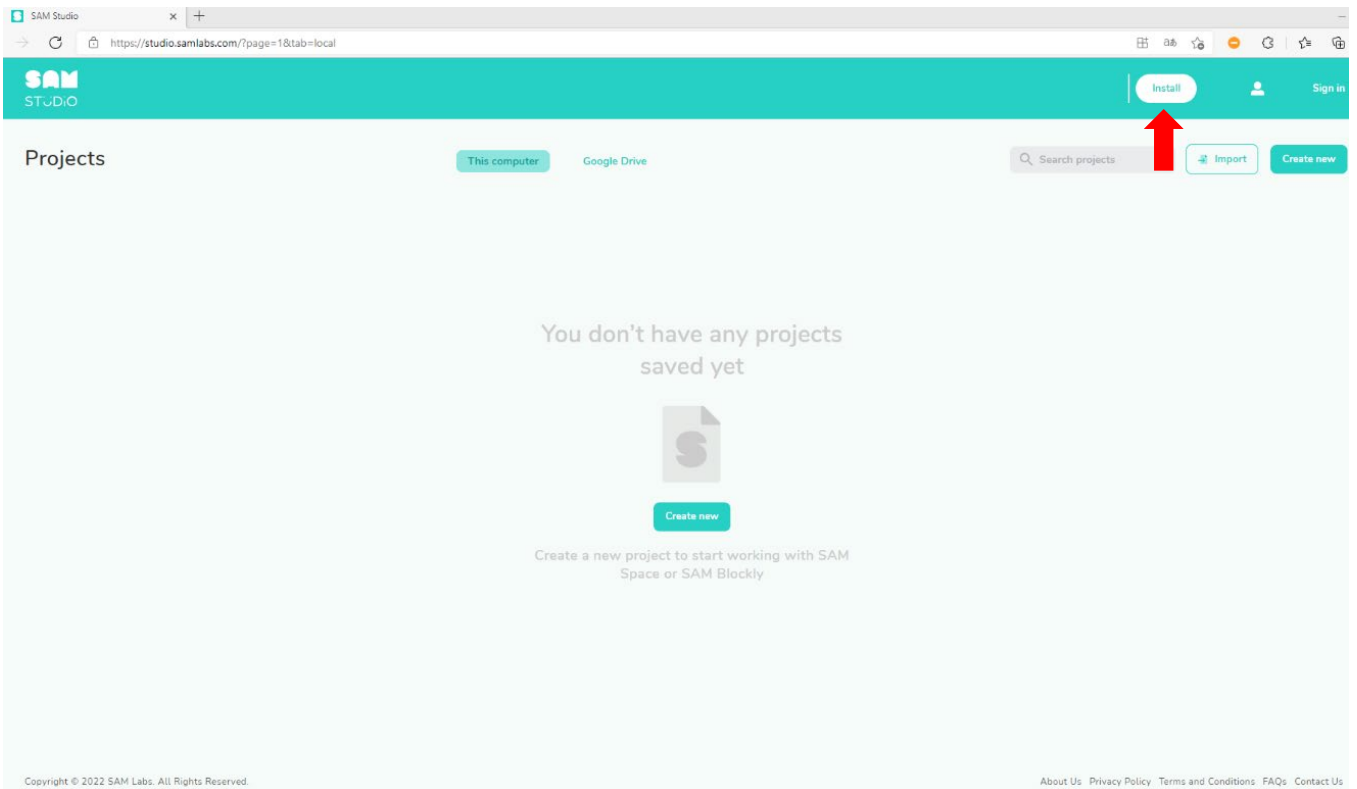 SAM Studio
https://studio.samlabs.com/?page=1&tab=local
SAM
STUDIO
Install
Sign in
Projects
This computer
Google Drive
Search projects
Import
Create new
You don't have any projects
saved yet
S
Create new
Create a new project to start working with SAM
Space or SAM Blockly
Copyright © 2022 SAM Labs. All Rights Reserved.
About Us Privacy Policy Terms and Conditions FAQs Contact Us